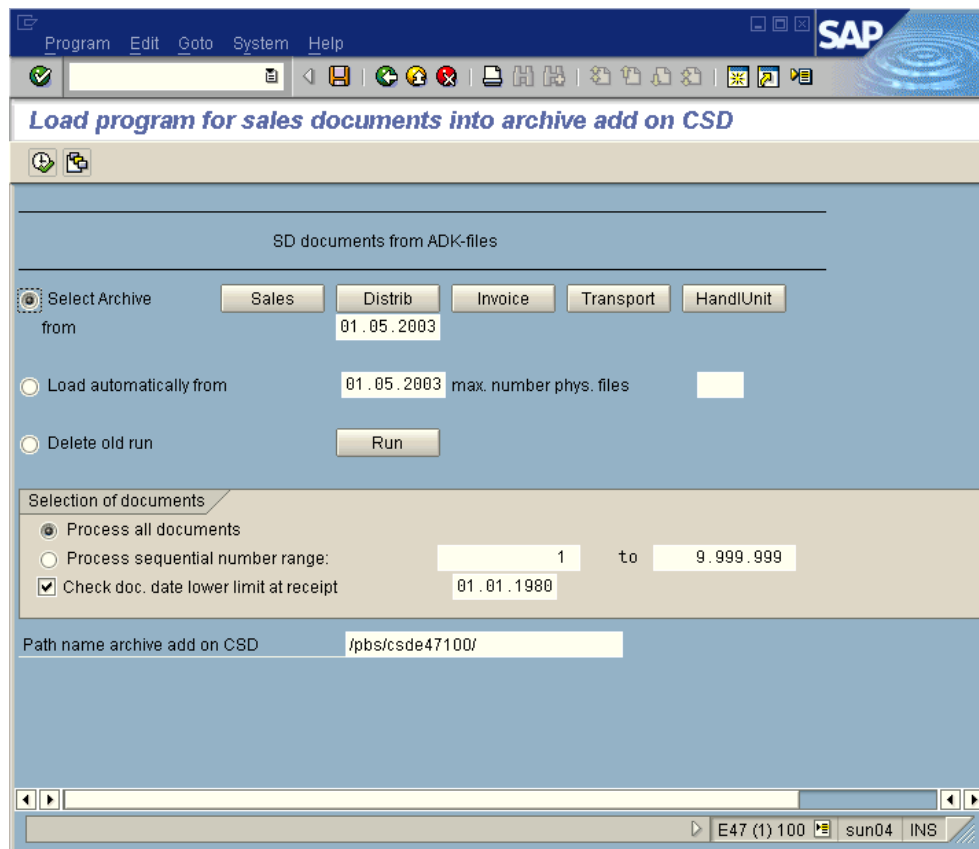 Program Edit Goto System Help
SAP
Load program for sales documents into archive add on CSD
SD documents from ADK-files
Select Archive Sales Distrib Invoice Transport HandlUnit
from 01.05.2003
Load automatically from 01.05.2003 max. number phys. files
Delete old run Run
Selection of documents
Process all documents
Process sequential number range: 1 to 9.999.999
Check doc. date lower limit at receipt 01.01.1980
Path name archive add on CSD /pbs/csde47100/
E47 (1) 100 sun04 INS